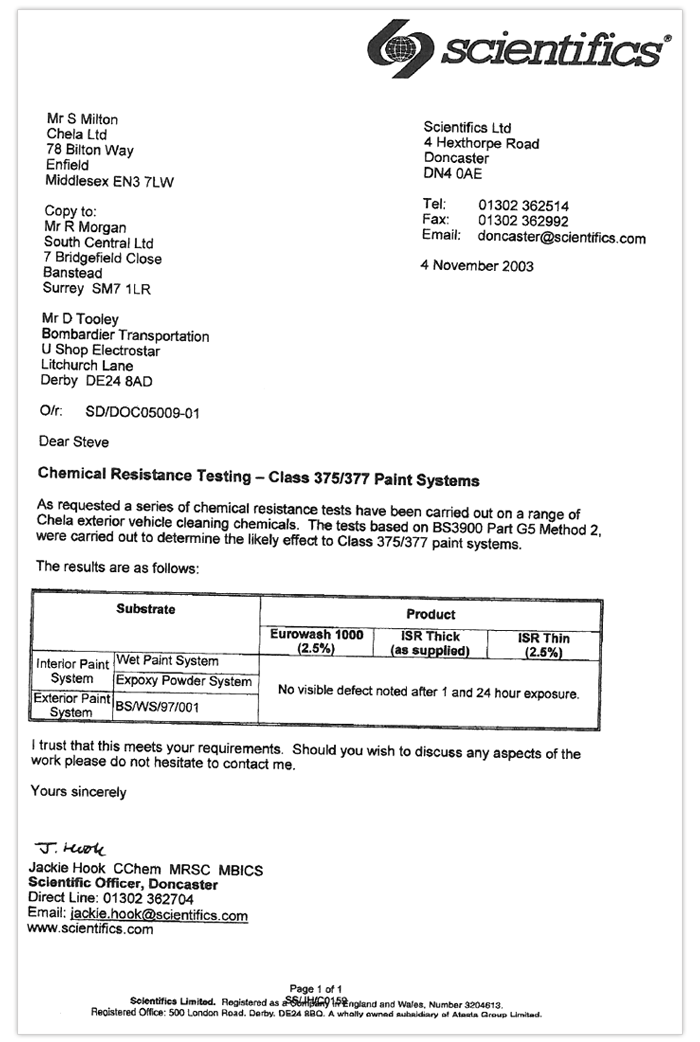 scientifics®
Mr S Milton
Chela Ltd
78 Bilton Way
Enfield
Middlesex EN3 7LW
Scientifics Ltd
4 Hexthorpe Road
Doncaster
DN4 0AE
Tel: 01302 362514
Fax: 01302 362992
Email: doncaster@scientifics.com
4 November 2003
Copy to:
Mr R Morgan
South Central Ltd
7 Bridgefield Close
Banstead
Surrey SM7 1LR
Mr D Tooley
Bombardier Transportation
U Shop Electrostar
Litchurch Lane
Derby DE24 8AD
O/r: SD/DOC05009-01
Dear Steve
Chemical Resistance Testing – Class 375/377 Paint Systems
As requested a series of chemical resistance tests have been carried out on a range of
Chela exterior vehicle cleaning chemicals. The tests based on BS3900 Part G5 Method 2,
were carried out to determine the likely effect to Class 375/377 paint systems.
The results are as follows:
Substrate
Product
Eurowash 1000
(2.5%)
ISR Thick
(as supplied)
ISR Thin
(2.5%)
Interior Paint
System
Wet Paint System
Expoxy Powder System
Exterior Paint
System
BS/WS/97/001
No visible defect noted after 1 and 24 hour exposure.
I trust that this meets your requirements. Should you wish to discuss any aspects of the
work please do not hesitate to contact me.
Yours sincerely
J. Hook
Jackie Hook CChem MRSC MBICS
Scientific Officer, Doncaster
Direct Line: 01302 362704
Email: jackie.hook@scientifics.com
www.scientifics.com
Page 1 of 1
Scientifics Limited. Registered as a Company in England and Wales, Number 3204613.
Registered Office: 500 London Road, Derby, DE24 8BQ. A wholly owned subsidiary of Atesta Group Limited.